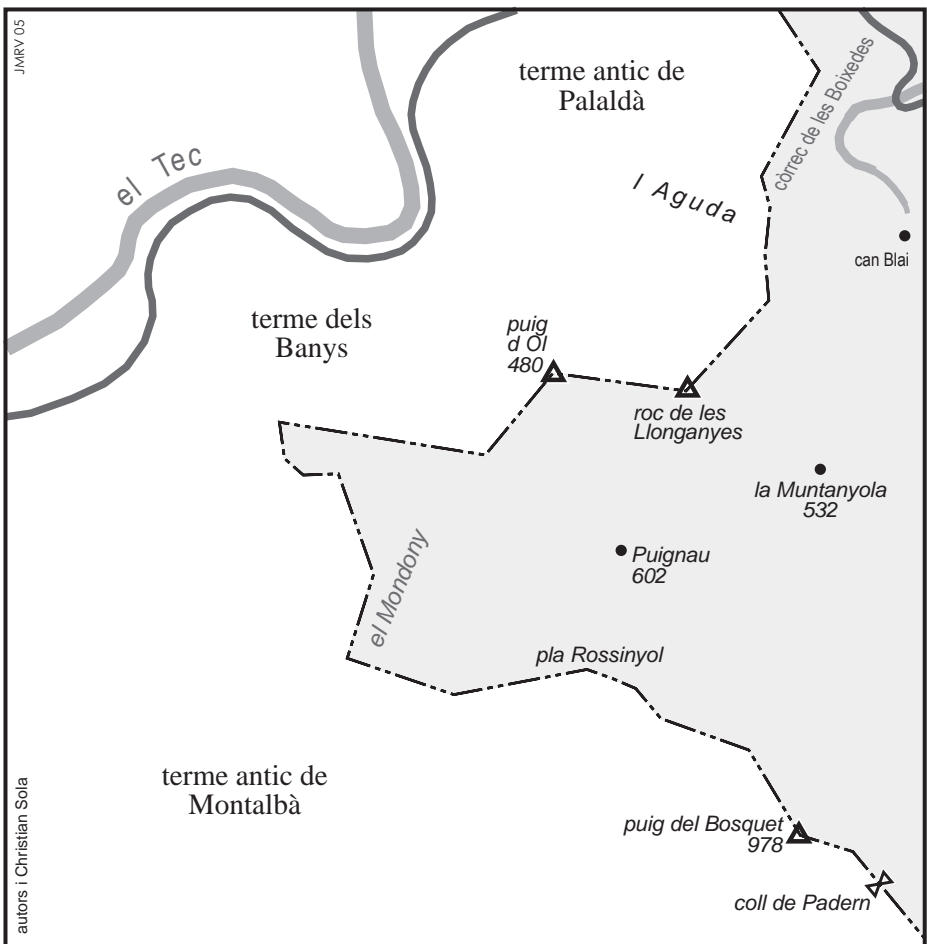 JMRV 05
terme antic de
Palaldà
còrrec de les Boixedes
el Tec
l Aguda
can Blai
terme dels
Banys
puig
d Ol
480
roc de les
Llonganyes
la Muntanyola
532
Puignau
602
el Mondony
pla Rossinyol
terme antic de
Montalbà
puig del Bosquet
978
coll de Padern
autors i Christian Sola